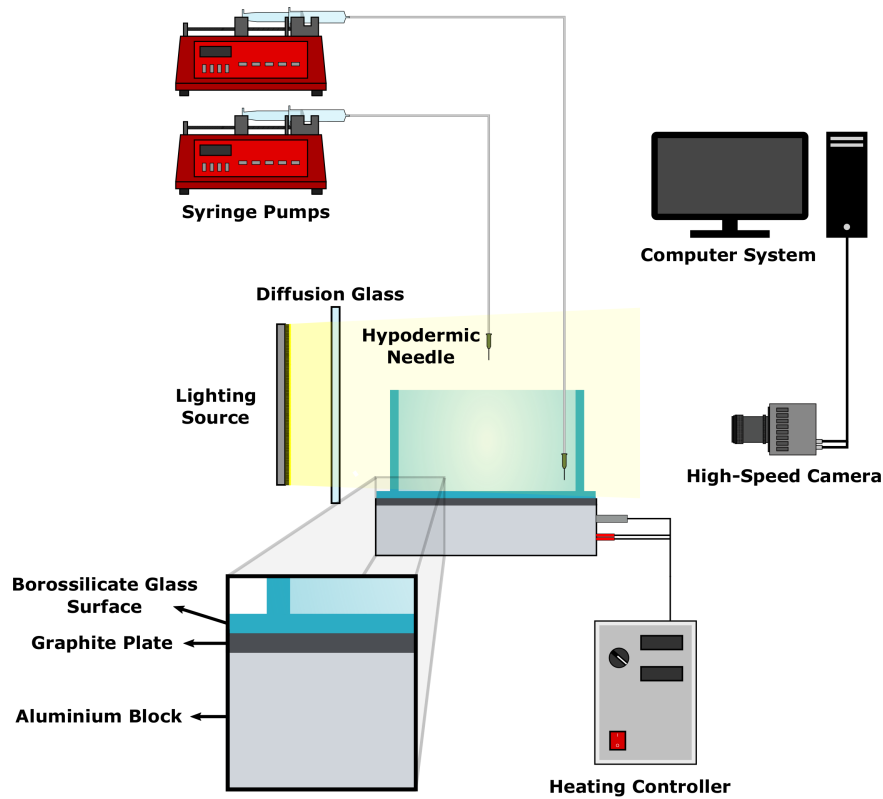 Syringe Pumps
Computer System
Diffusion Glass
Hypodermic
Needle
Lighting
Source
High-Speed Camera
Borossilicate Glass
Surface
Graphite Plate
Aluminium Block
Heating Controller